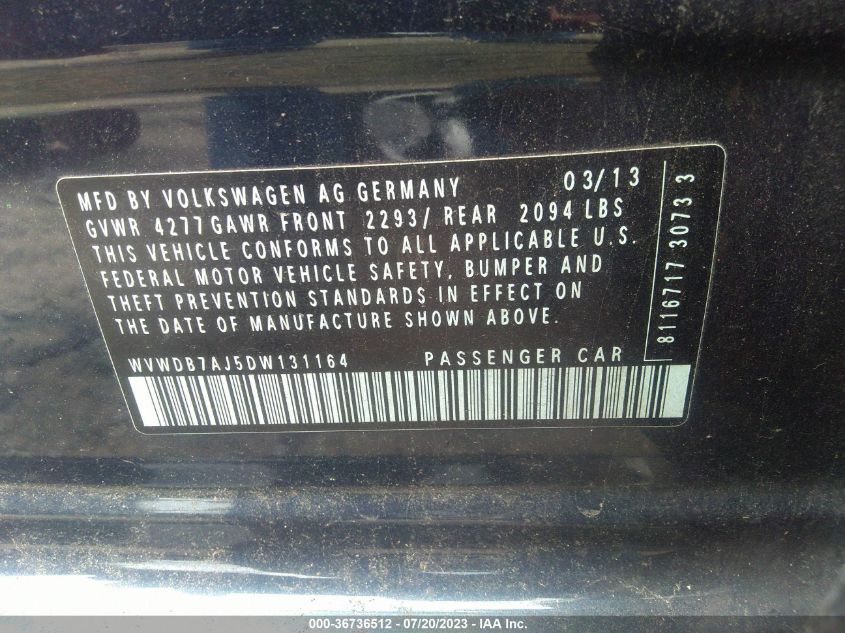 MFD BY VOLKSWAGEN AG GERMANY 03/13
GVWR 4277 GAWR FRONT 2293/ REAR 2094 LBS
THIS VEHICLE CONFORMS TO ALL APPLICABLE U.S.
FEDERAL MOTOR VEHICLE SAFETY, BUMPER AND
THEFT PREVENTION STANDARDS IN EFFECT ON
THE DATE OF MANUFACTURE SHOWN ABOVE.
WVWDB7AJ5DW131164 PASSENGER CAR
8116717 3073 3
000-36736512 - 07/20/2023 - IAA Inc.